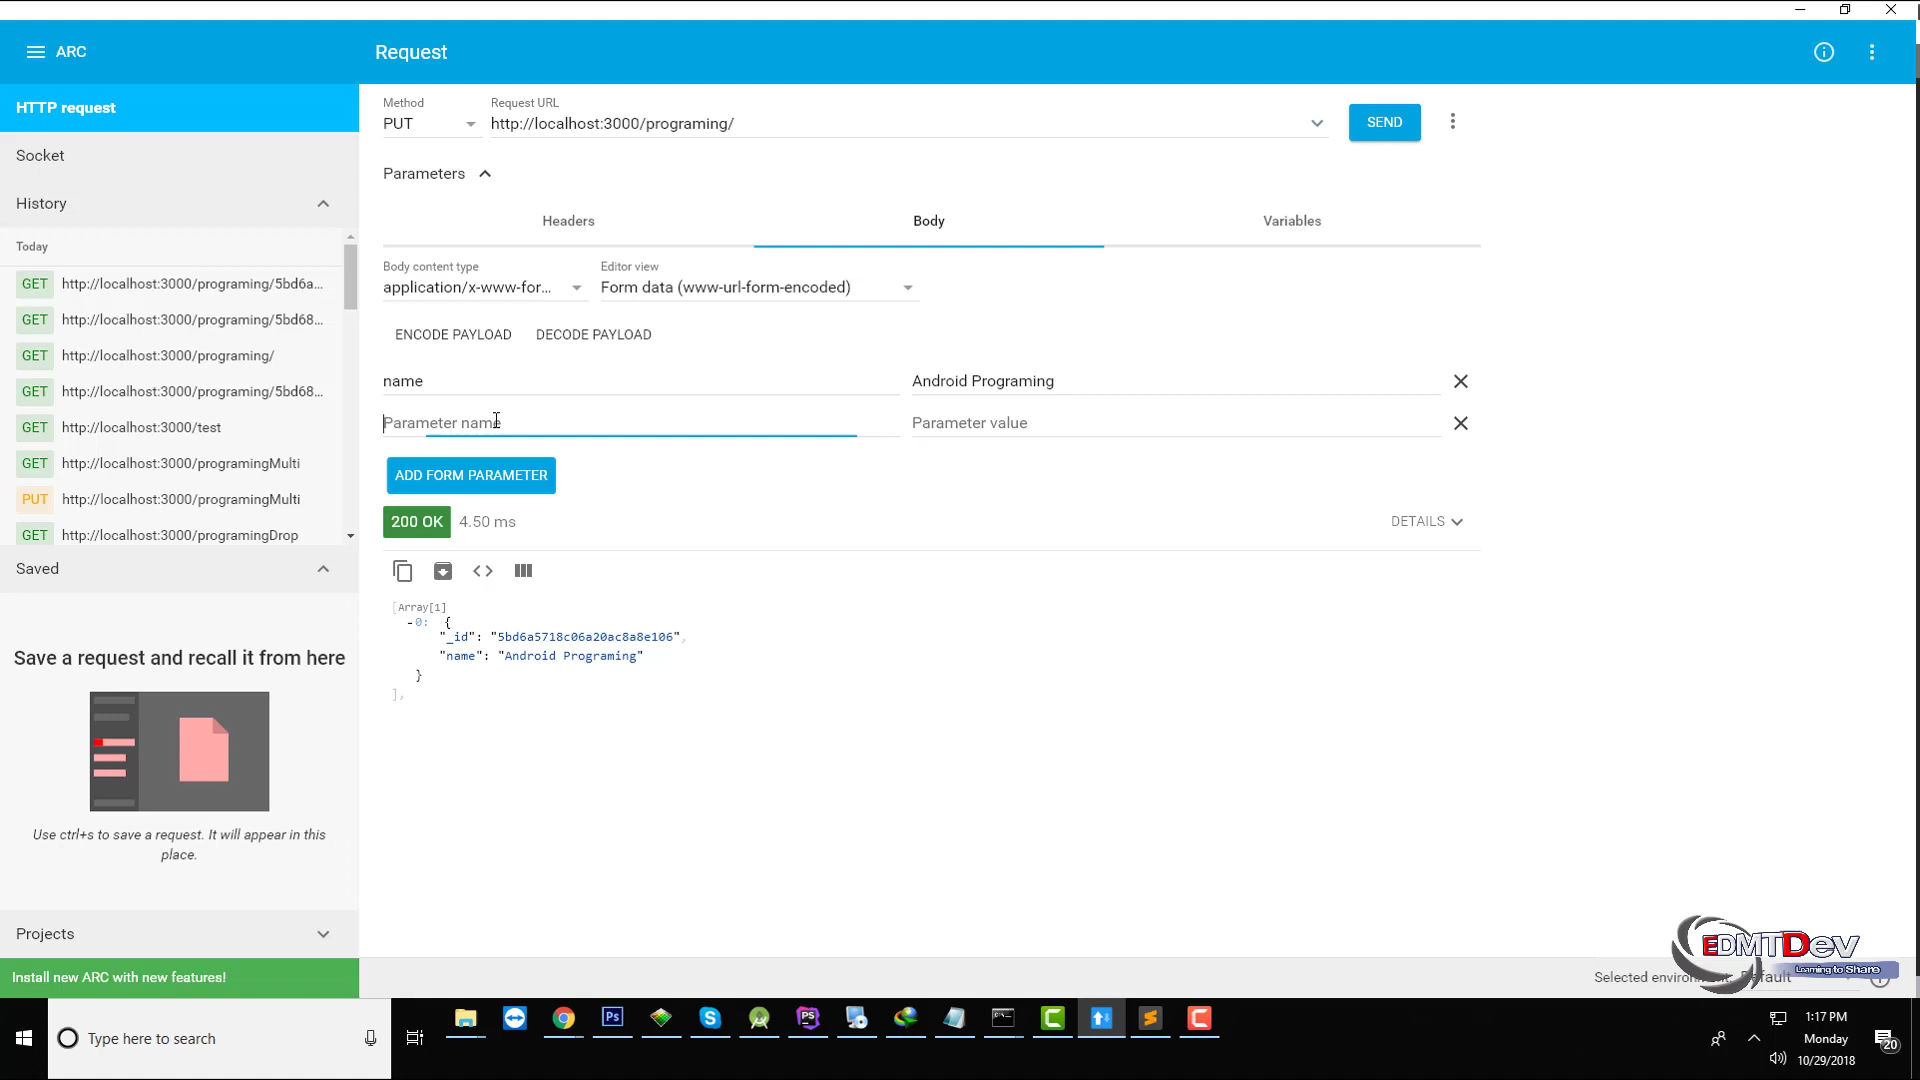 ARC
Request
HTTP request
Socket
History
Today
GET http://localhost:3000/programing/5bd6a...
GET http://localhost:3000/programing/5bd68...
GET http://localhost:3000/programing/
GET http://localhost:3000/programing/5bd68...
GET http://localhost:3000/test
GET http://localhost:3000/programingMulti
PUT http://localhost:3000/programingMulti
GET http://localhost:3000/programingDrop
Saved
Save a request and recall it from here
Use ctrl+s to save a request. It will appear in this
place.
Projects
Install new ARC with new features!
Method
PUT
Request URL
http://localhost:3000/programing/
SEND
Parameters
Headers Body Variables
Body content type
application/x-www-for...
Editor view
Form data (www-url-form-encoded)
ENCODE PAYLOAD DECODE PAYLOAD
name Android Programing
Parameter name Parameter value
ADD FORM PARAMETER
200 OK 4.50 ms DETAILS
[Array[1]
-0: {
"_id": "5bd6a5718c06a20ac8a8e106",
"name": "Android Programing"
}
],
EDMTDev
Learning to Share
Type here to search
Ps
PS
1:17 PM
Monday
10/29/2018
20